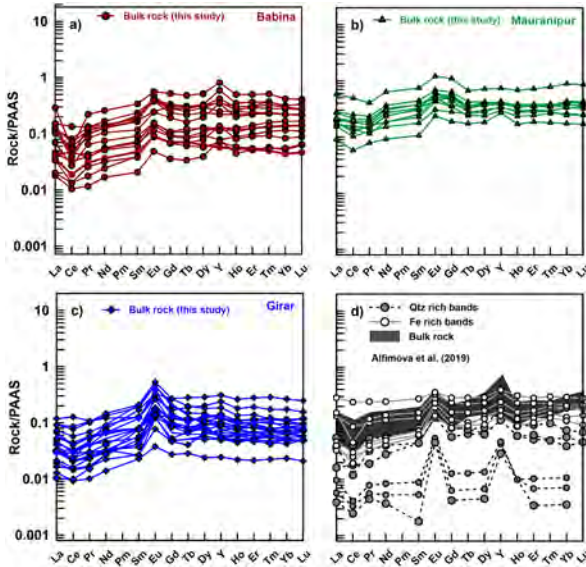 a) Bulk rock (this study) Babina
b) Bulk rock (this study) Mauranipur
Rock/PAAS
10
1
0.1
0.01
0.001
La Ce Pr Nd Pm Sm Eu Gd Tb Dy Y Ho Er Tm Yb Lu
La Ce Pr Nd Pm Sm Eu Gd Tb Dy Y Ho Er Tm Yb Lu
c) Bulk rock (this study) Girar
d) Qtz rich bands
Fe rich bands
Bulk rock
Alfimova et al. (2019)
Rock/PAAS
10
1
0.1
0.01
0.001
La Ce Pr Nd Pm Sm Eu Gd Tb Dy Y Ho Er Tm Yb Lu
La Ce Pr Nd Pm Sm Eu Gd Tb Dy Y Ho Er Tm Yb Lu